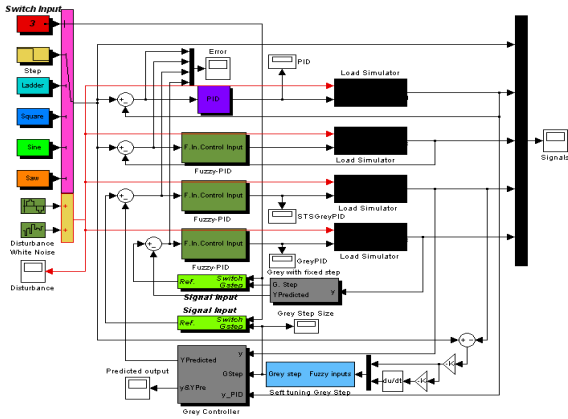 Switch Input
3
Step
Ladder
Square
Sine
Saw
Disturbance
White Noise
Disturbance
Error
PID
PID
Load Simulator
F.In.Control Input
Fuzzy-PID
Load Simulator
Signals
F.In.Control Input
Fuzzy-PID
STSGreyPID
Load Simulator
F.In.Control Input
Fuzzy-PID
GreyPID
Load Simulator
Grey with fixed step
Ref.
Switch
Gstep
Signal Input
G. Step
YPredicted
y
Signal Input
Ref.
Switch
Gstep
Grey Step Size
Predicted output
YPredicted
y
GStep
y&YPre
y_PID
Grey Controller
Grey step
Fuzzy inputs
Seft tuning Grey Step
du/dt
-K-
-K-